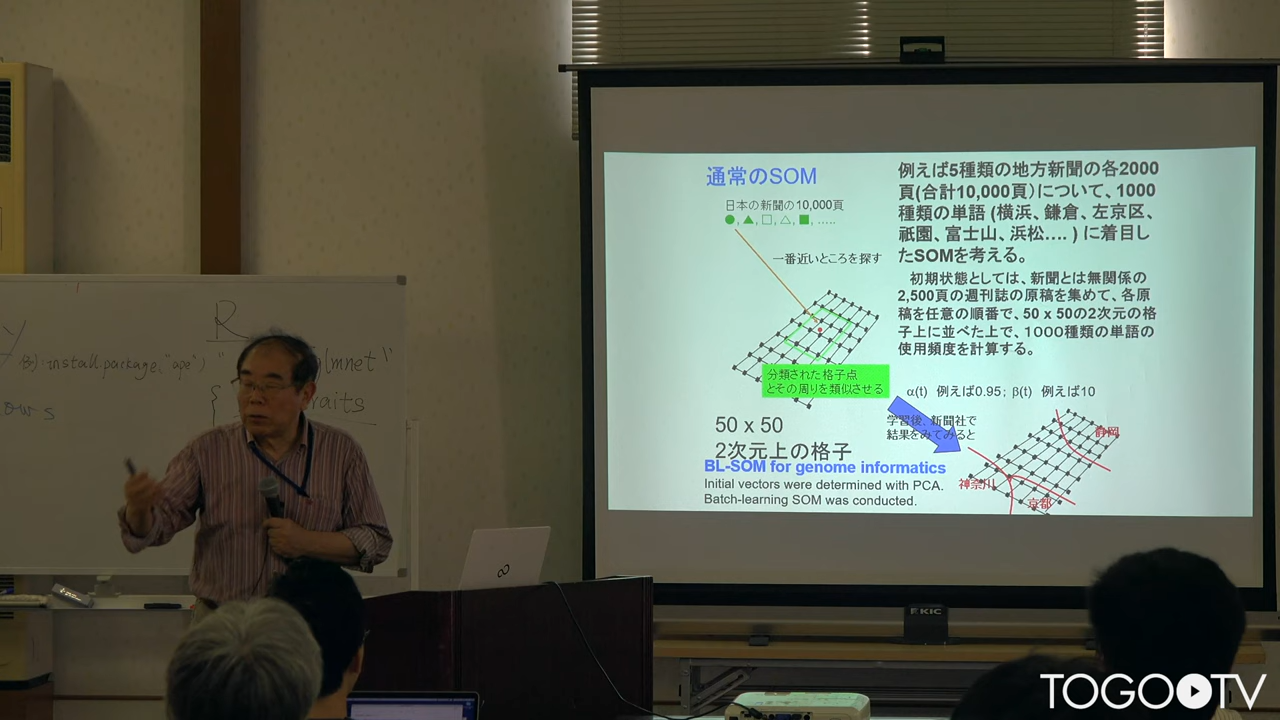 通常のSOM
日本の新聞の10,000頁
●, ▲, □, △, ■, .....
一番近いところを探す
分類された格子点
とその周りを類似させる
50 x 50
2次元上の格子
BL-SOM for genome informatics
Initial vectors were determined with PCA.
Batch-learning SOM was conducted.
例えば5種類の地方新聞の各2000
頁(合計10,000頁)について、1000
種類の単語 (横浜、鎌倉、左京区、
祇園、富士山、浜松.... ) に着目し
たSOMを考える。
初期状態としては、新聞とは無関係の
2,500頁の週刊誌の原稿を集めて、各原
稿を任意の順番で、50 x 50の2次元の格
子上に並べた上で、1000種類の単語の
使用頻度を計算する。
α(t) 例えば0.95; β(t) 例えば10
学習後、新聞社で
結果をみてみると
静岡
神奈川
京都
R
y
例): install.package("ape")
lmnet"
raits
ows
KIC
TOGO TV